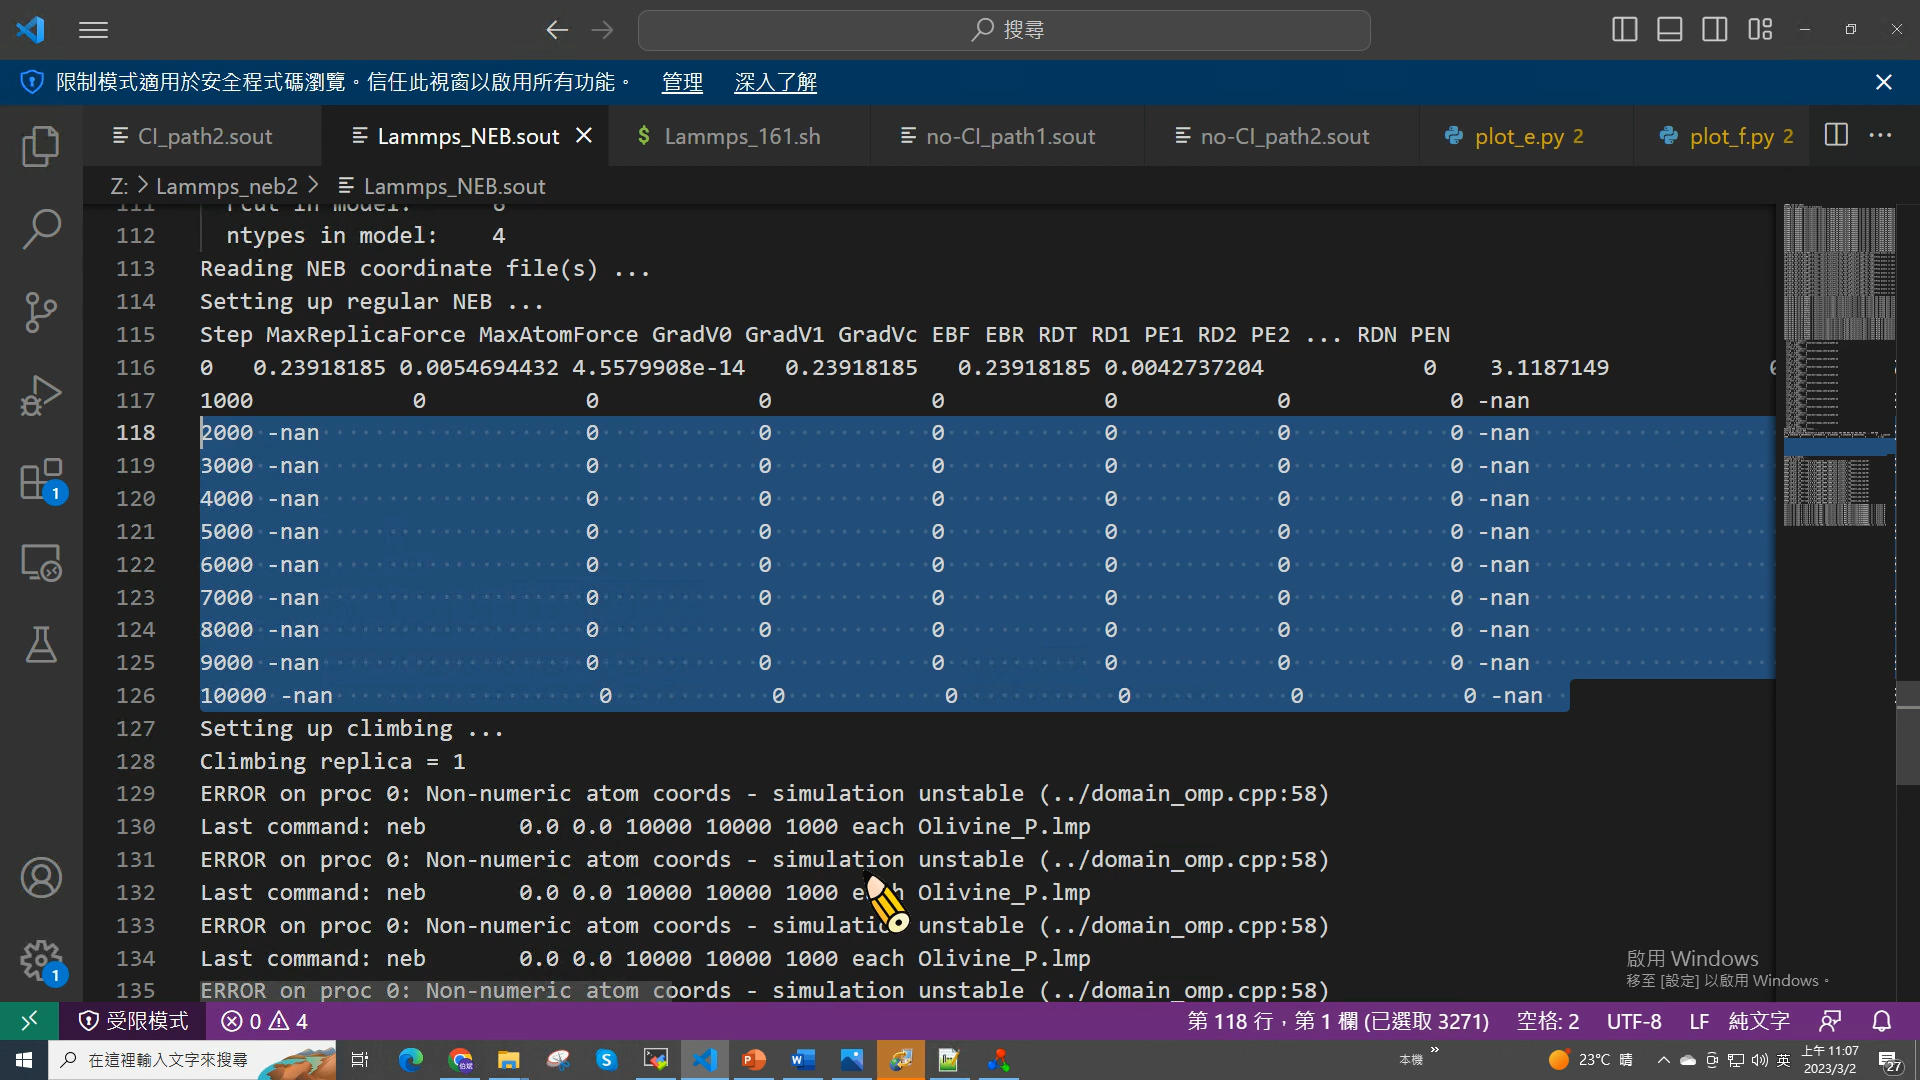 搜尋
限制模式適用於安全程式碼瀏覽。信任此視窗以啟用所有功能。 管理 深入了解
CI_path2.sout Lammps_NEB.sout Lammps_161.sh no-CI_path1.sout no-CI_path2.sout plot_e.py 2 plot_f.py 2
Z: > Lammps_neb2 > Lammps_NEB.sout
111 rcut in model: 6
112 ntypes in model: 4
113 Reading NEB coordinate file(s) ...
114 Setting up regular NEB ...
115 Step MaxReplicaForce MaxAtomForce GradV0 GradV1 GradVc EBF EBR RDT RD1 PE1 RD2 PE2 ... RDN PEN
116 0 0.23918185 0.0054694432 4.5579908e-14 0.23918185 0.23918185 0.0042737204 0 3.1187149 0
117 1000 0 0 0 0 0 0 0 -nan
118 2000 -nan 0 0 0 0 0 0 -nan
119 3000 -nan 0 0 0 0 0 0 -nan
120 4000 -nan 0 0 0 0 0 0 -nan
121 5000 -nan 0 0 0 0 0 0 -nan
122 6000 -nan 0 0 0 0 0 0 -nan
123 7000 -nan 0 0 0 0 0 0 -nan
124 8000 -nan 0 0 0 0 0 0 -nan
125 9000 -nan 0 0 0 0 0 0 -nan
126 10000 -nan 0 0 0 0 0 0 -nan
127 Setting up climbing ...
128 Climbing replica = 1
129 ERROR on proc 0: Non-numeric atom coords - simulation unstable (../domain_omp.cpp:58)
130 Last command: neb 0.0 0.0 10000 10000 1000 each Olivine_P.lmp
131 ERROR on proc 0: Non-numeric atom coords - simulation unstable (../domain_omp.cpp:58)
132 Last command: neb 0.0 0.0 10000 10000 1000 each Olivine_P.lmp
133 ERROR on proc 0: Non-numeric atom coords - simulation unstable (../domain_omp.cpp:58)
134 Last command: neb 0.0 0.0 10000 10000 1000 each Olivine_P.lmp
135 ERROR on proc 0: Non-numeric atom coords - simulation unstable (../domain_omp.cpp:58)
1
1
啟用 Windows
移至 [設定] 以啟用 Windows。
受限模式 0 4 第 118 行，第 1 欄 (已選取 3271) 空格: 2 UTF-8 LF 純文字
在這裡輸入文字來搜尋 本機 23°C 晴 英 上午 11:07
2023/3/2 27